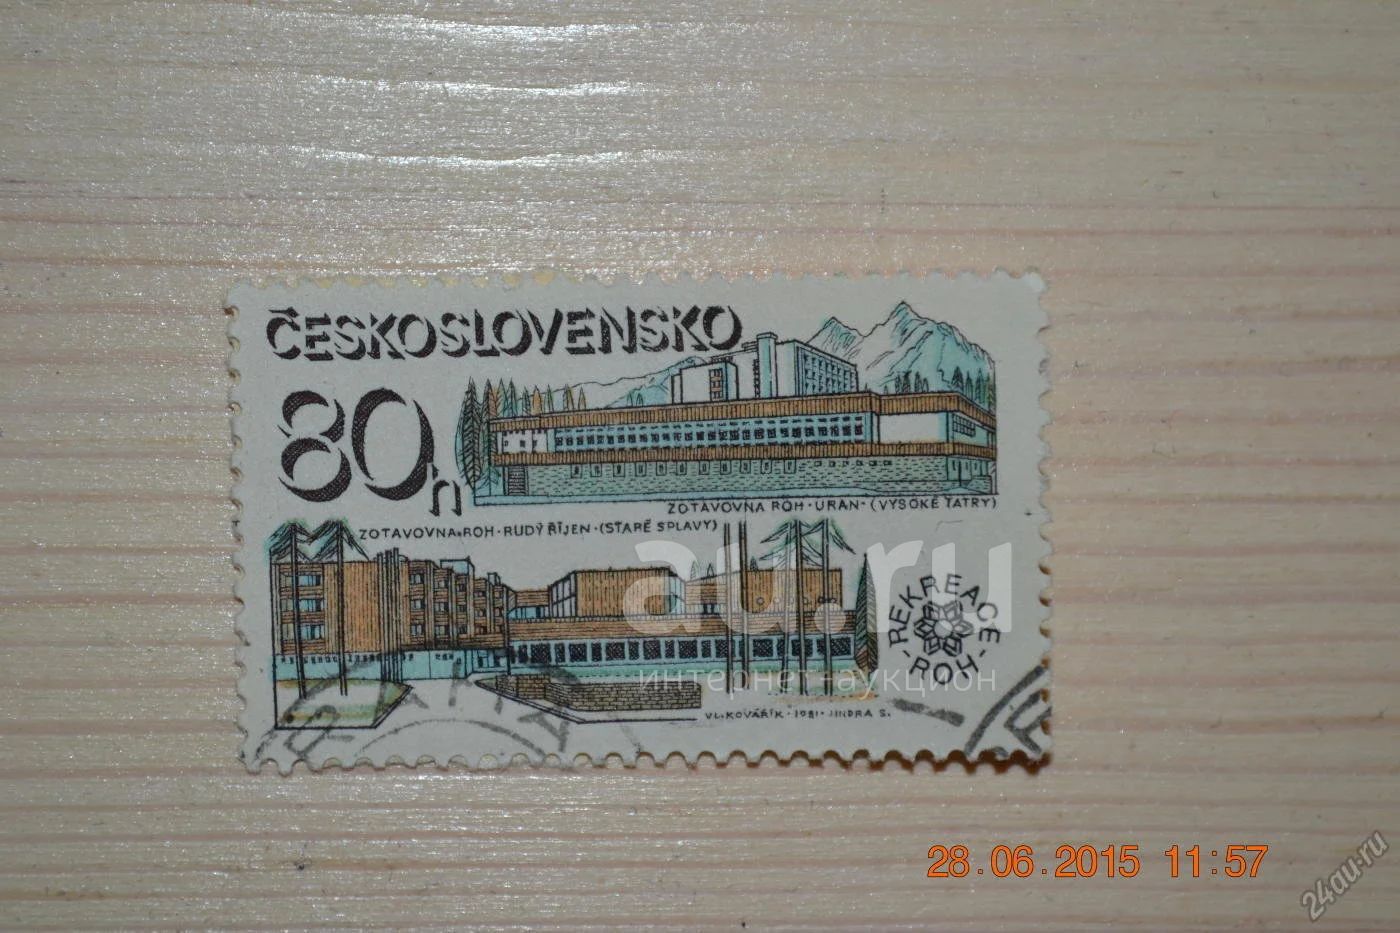 ČESKOSLOVENSKO
80h
ZOTAVOVNA ROH·URAN·(VYSOKÉ TATRY)
ZOTAVOVNA ROH·RUDÝ ŘÍJEN·(STARÉ SPLAVY)
au.ru
интернет-аукцион
REKREACE
-ROH-
VL.KOVÁŘÍK·1981·JINDRA S.
28.06.2015 11:57
24au.ru